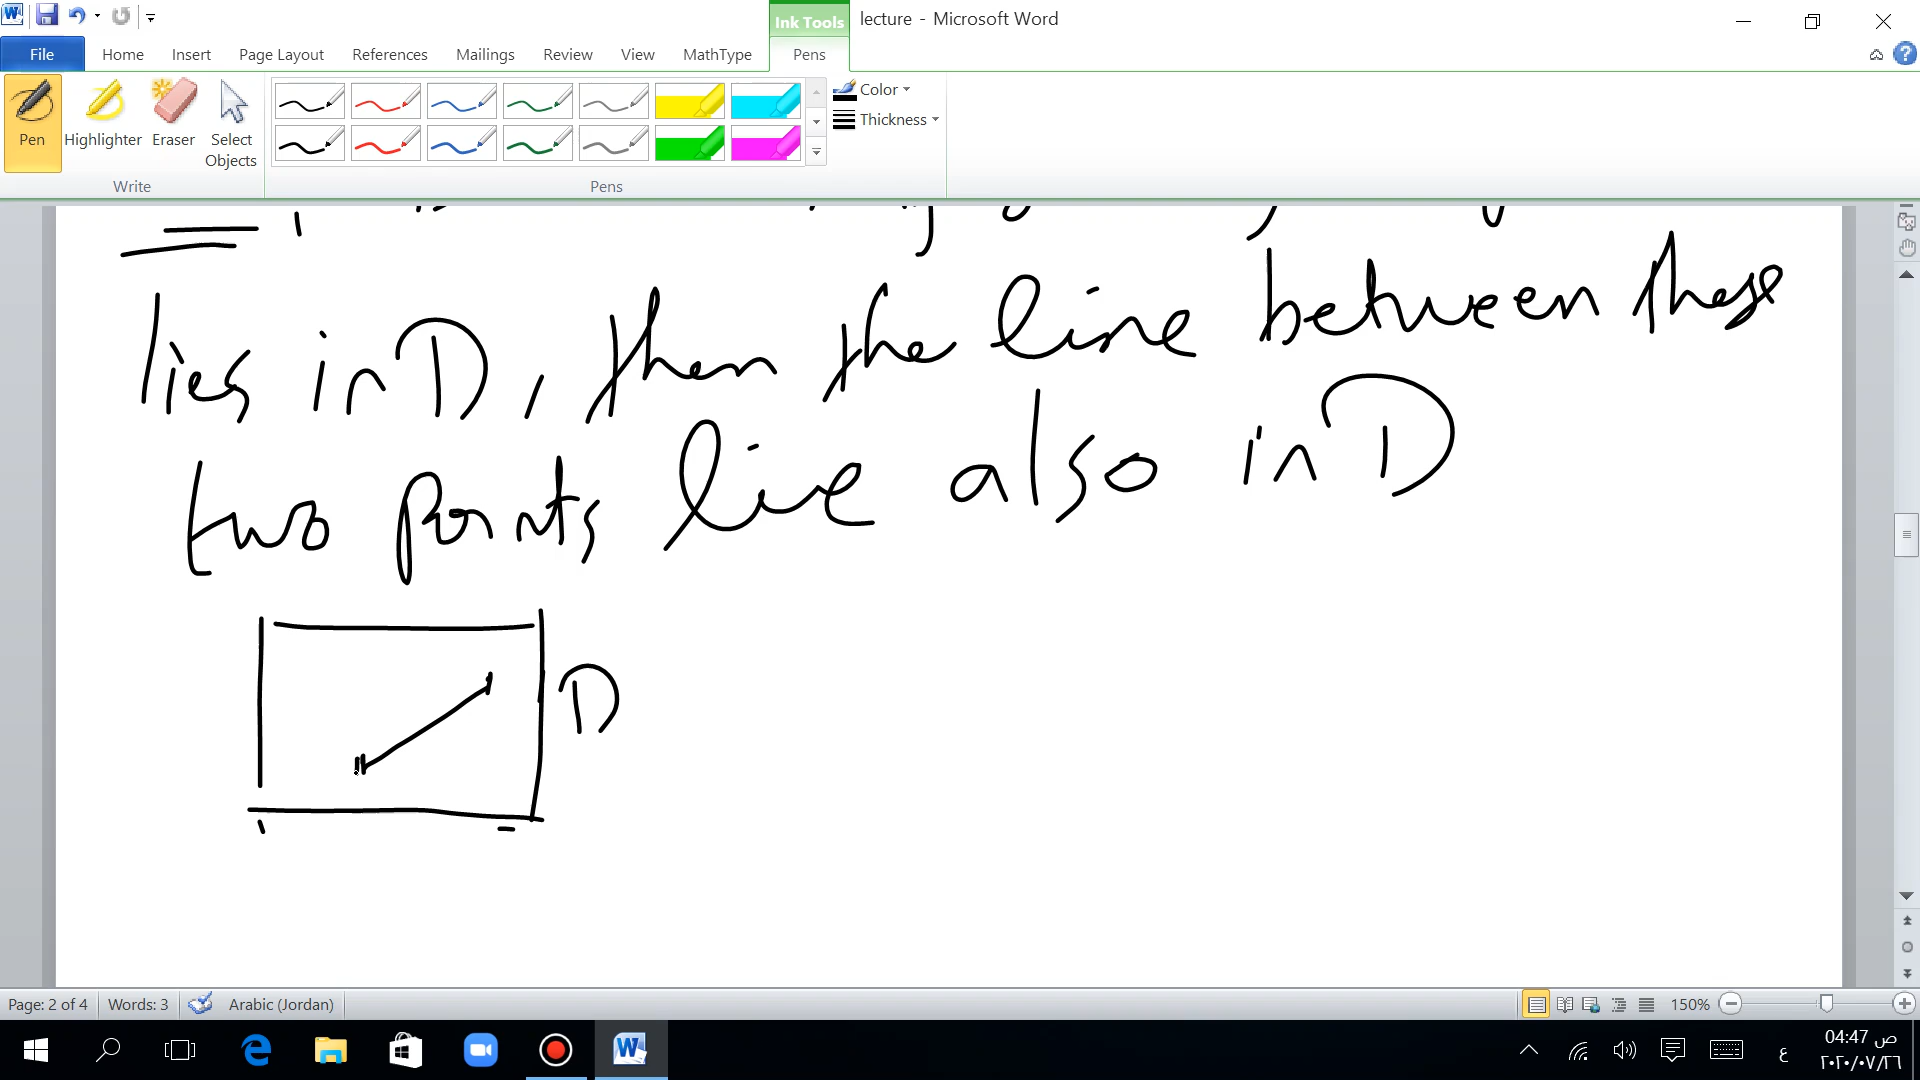 lecture - Microsoft Word
Ink Tools
File Home Insert Page Layout References Mailings Review View MathType Pens
Pen Highlighter Eraser Select Objects
Color
Thickness
Write Pens
lies in D, then the line between these
two points live also in D
D
Page: 2 of 4 Words: 3 Arabic (Jordan) 150%
04:47 ص
ع
٢٠٢٠/٠٧/٢٦